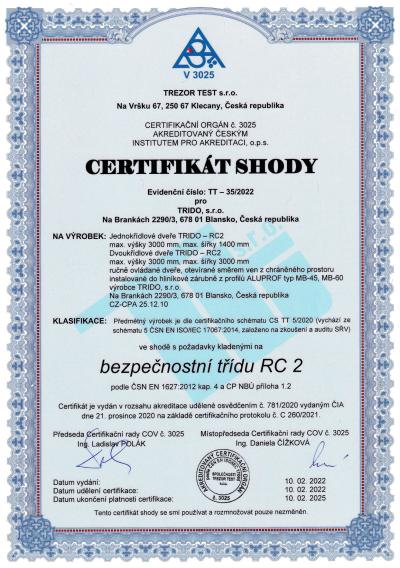 V 3025
TREZOR TEST s.r.o.
Na Vršku 67, 250 67 Klecany, Česká republika
CERTIFIKAČNÍ ORGÁN č. 3025
AKREDITOVANÝ ČESKÝM
INSTITUTEM PRO AKREDITACI, o.p.s.
CERTIFIKÁT SHODY
Evidenční číslo: TT – 35/2022
pro
TRIDO, s.r.o.
Na Brankách 2290/3, 678 01 Blansko, Česká republika
NA VÝROBEK: Jednokřídlové dveře TRIDO – RC2
max. výšky 3000 mm, max. šířky 1400 mm
Dvoukřídlové dveře TRIDO – RC2
max. výšky 3000 mm, max. šířky 3000 mm
ručně ovládané dveře, otevírané směrem ven z chráněného prostoru
instalované do hliníkové zárubně z profilů ALUPROF typ MB-45, MB-60
výrobce TRIDO, s.r.o.
Na Brankách 2290/3, 678 01 Blansko, Česká republika
CZ-CPA 25.12.10
KLASIFIKACE: Předmětný výrobek je dle certifikačního schématu CS TT 5/2020 (vychází ze
schématu 5 ČSN EN ISO/IEC 17067:2014, založeno na zkoušení a auditu SŘV)
ve shodě s požadavky kladenými na
bezpečnostní třídu RC 2
podle ČSN EN 1627:2012 kap. 4 a CP NBÚ příloha 1.2
Certifikát je vydán v rozsahu akreditace udělené osvědčením č. 781/2020 vydaným ČIA
dne 21. prosince 2020 na základě certifikačního protokolu č. C 260/2021.
Předseda Certifikační rady COV č. 3025 Místopředseda Certifikační rady COV č. 3025
Ing. Ladislav POLÁK Ing. Daniela ČÍŽKOVÁ
AKREDITOVANÝ CERTIFIKAČNÍ ORGÁN
SPOLEČNOSTI
TREZOR TEST
s.r.o.
č. 3025
Datum vydání: 10. 02. 2022
Datum udělení certifikace: 10. 02. 2022
Datum ukončení platnosti certifikace: 10. 02. 2025
Tento certifikát shody se smí používat a rozmnožovat pouze nezměněn.